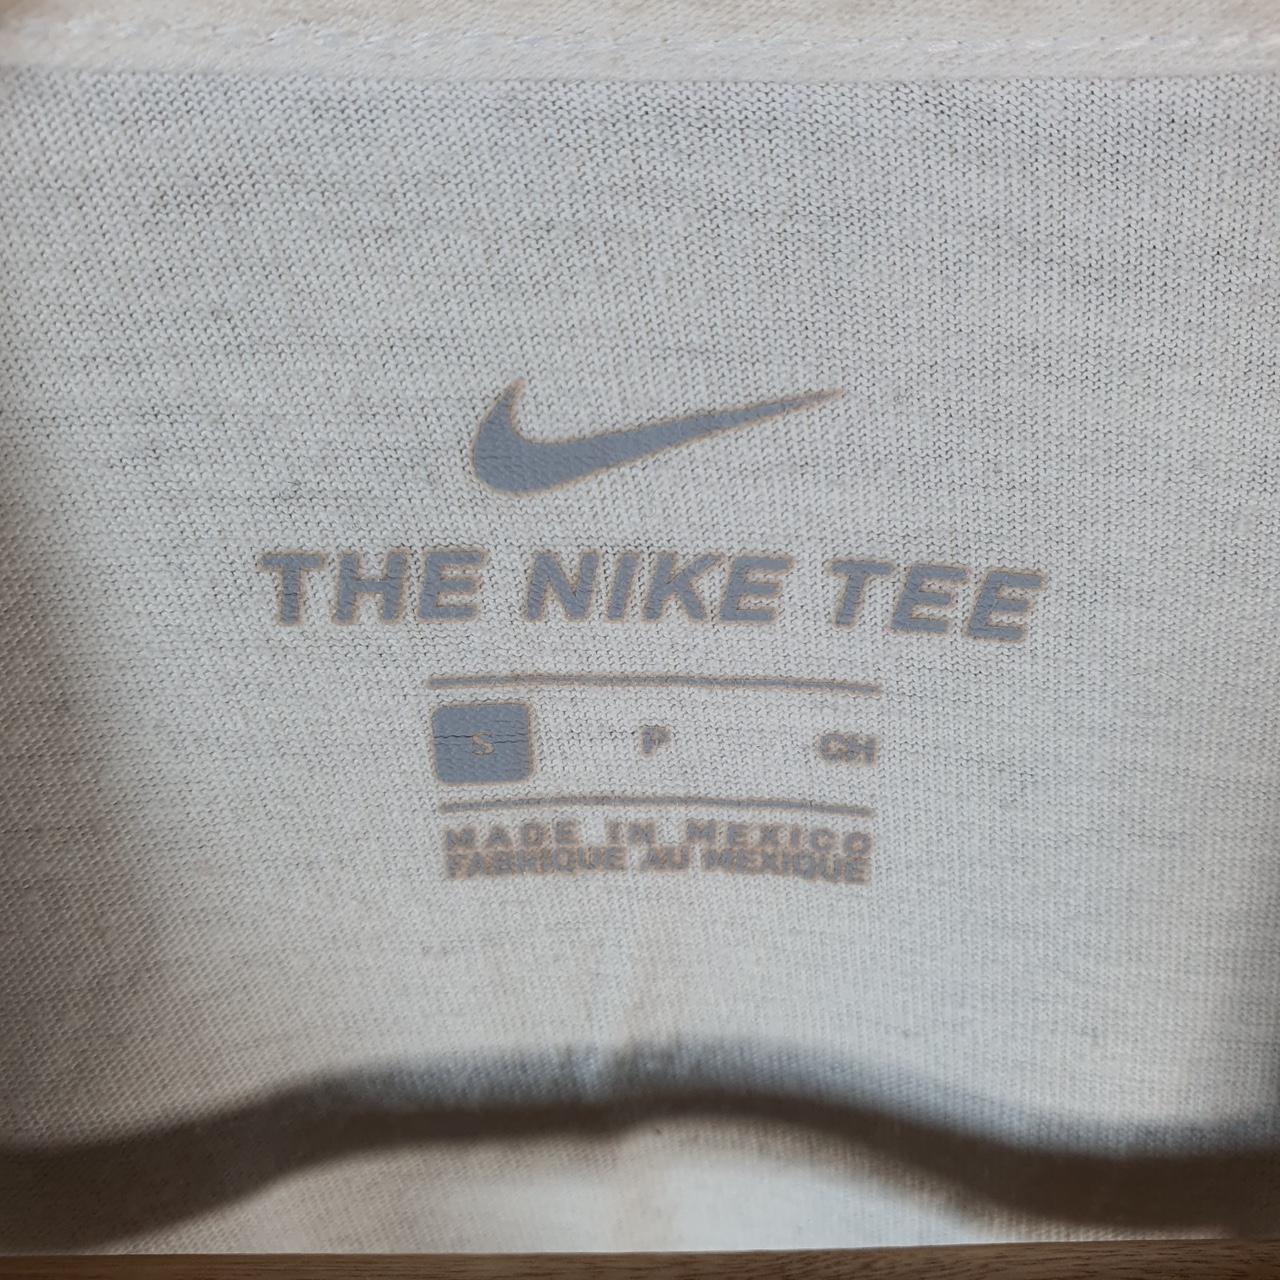 THE NIKE TEE
S P CH
MADE IN MEXICO
FABRIQUE AU MEXIQUE